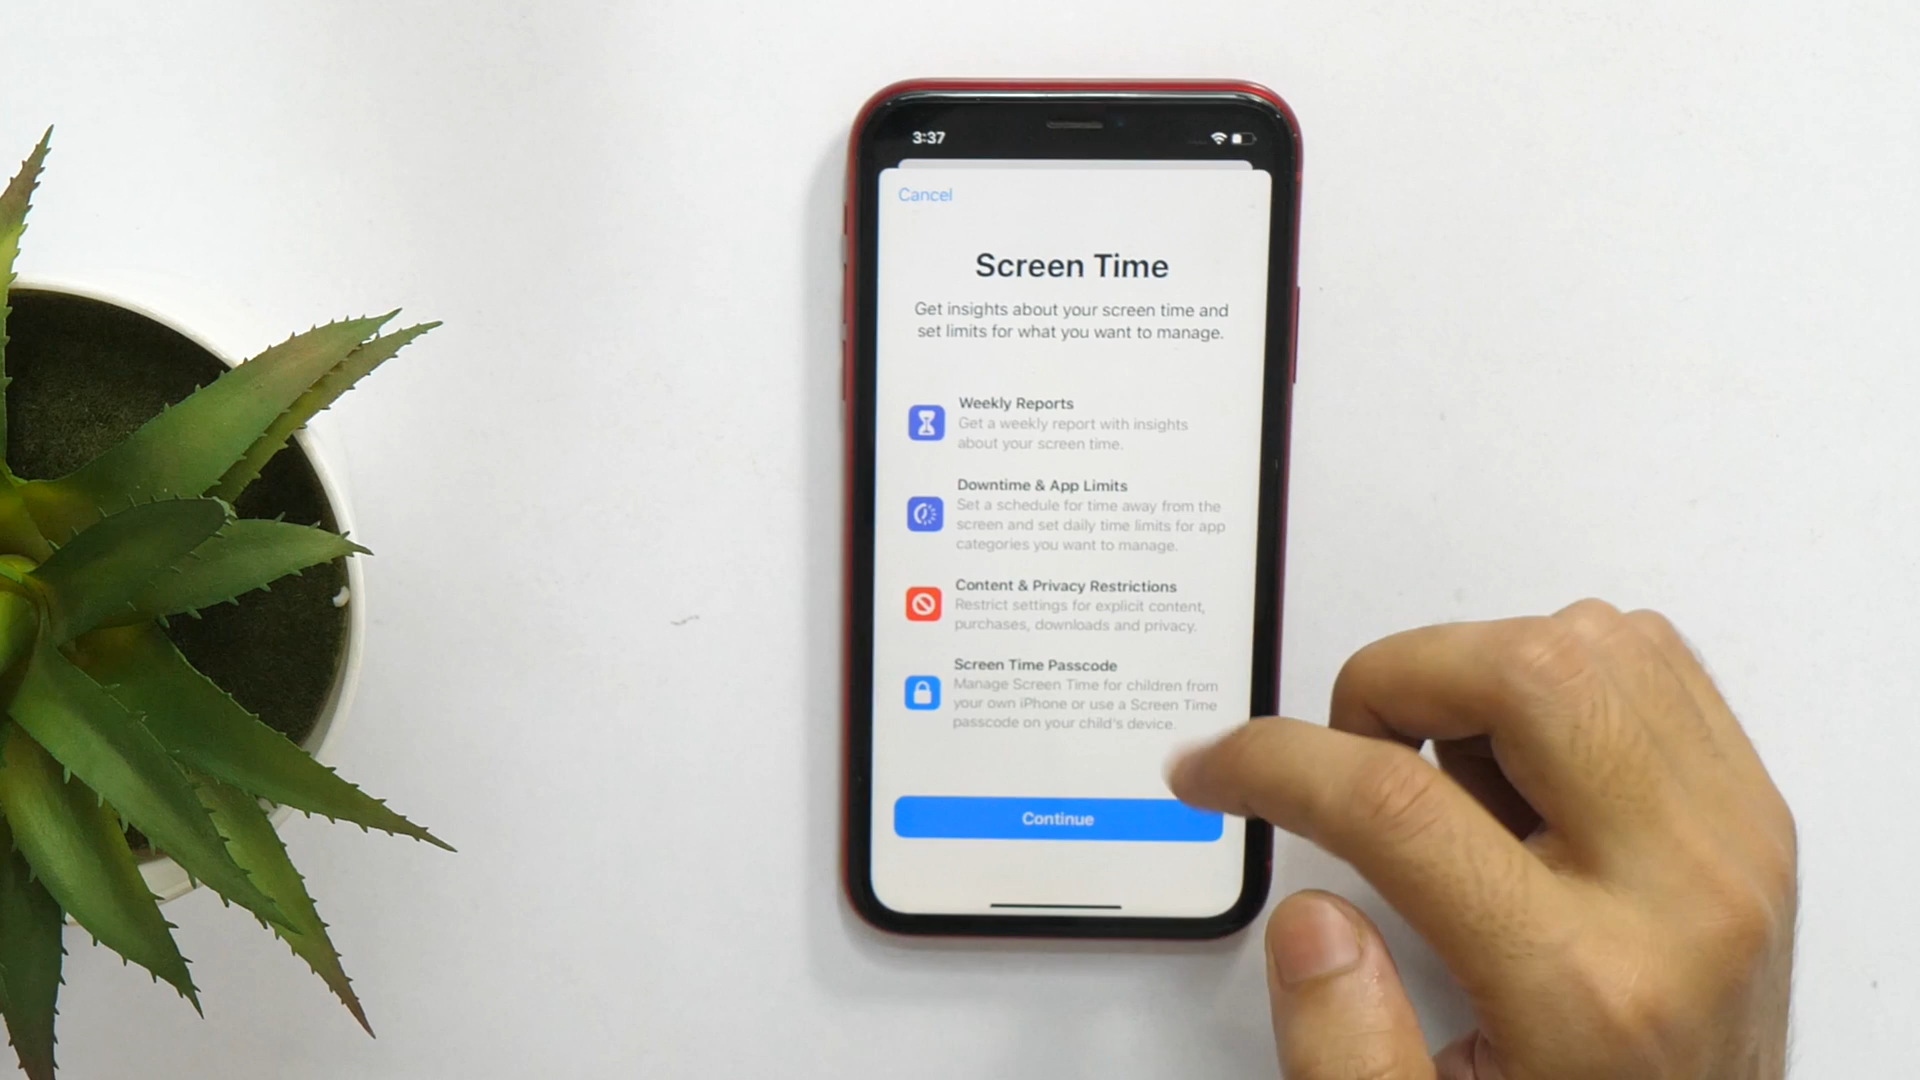 3:37
Cancel
Screen Time
Get insights about your screen time and
set limits for what you want to manage.
Weekly Reports
Get a weekly report with insights
about your screen time.
Downtime & App Limits
Set a schedule for time away from the
screen and set daily time limits for app
categories you want to manage.
Content & Privacy Restrictions
Restrict settings for explicit content,
purchases, downloads and privacy.
Screen Time Passcode
Manage Screen Time for children from
your own iPhone or use a Screen Time
passcode on your child's device.
Continue